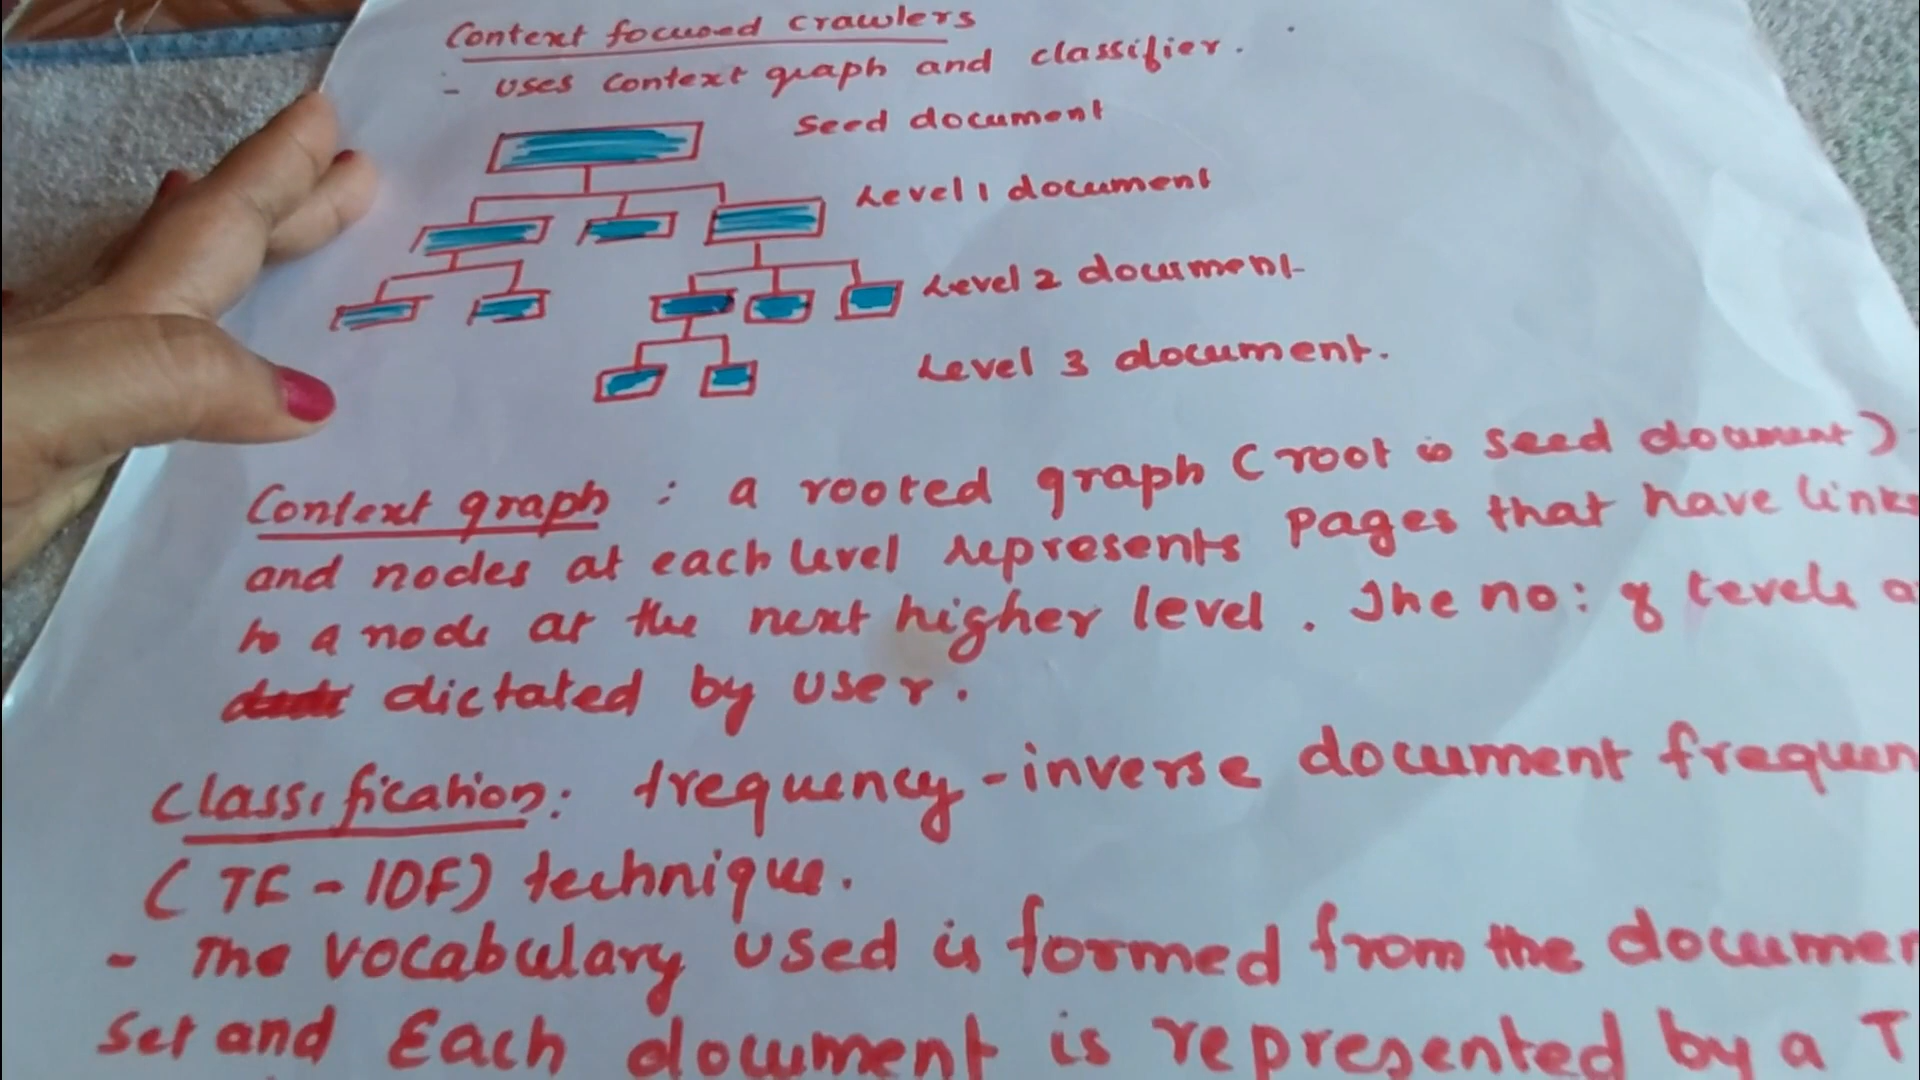 Context focused crawlers
- uses context graph and classifier.
Seed document
Level 1 document
Level 2 document
Level 3 document.
Context graph : a rooted graph (root is seed document)
and nodes at each level represents pages that have links
to a node at the next higher level. The no: of levels
dictated by user.
Classification: frequency-inverse document frequen
(TF-IDF) technique.
- The vocabulary used is formed from the documen
set and Each document is represented by a T